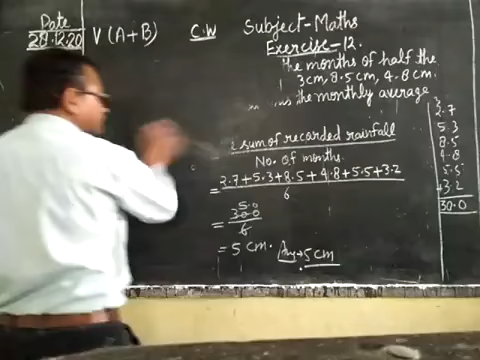 Date
28.12.20
V (A+B)
C.W
Subject-Maths
Exercise-12.
the months of half the
3cm, 8.5cm, 4.8cm.
the monthly average
sum of recorded rainfall
No. of months.
= 2.7+5.3+8.5+4.8+5.5+3.2
6
= 300
5.0
6
= 5 cm. Ans→5cm
3
2.7
5.3
8.5
4.8
5.5
+3.2
30.0